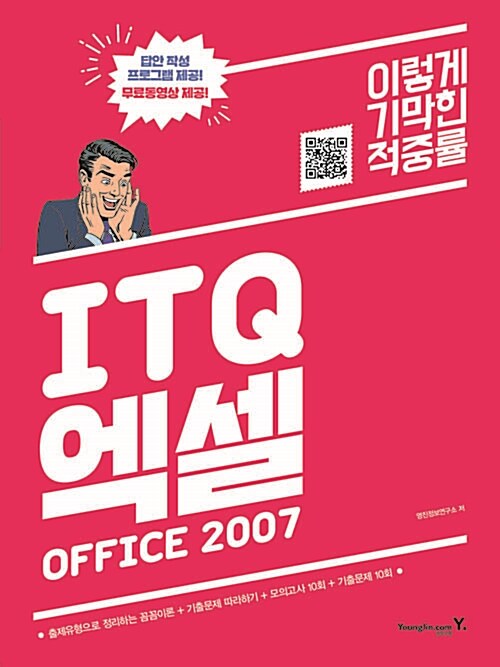 답안 작성
프로그램 제공!
무료동영상 제공!
이렇게
기막힌
적중률
ITQ
엑셀
OFFICE 2007
영진정보연구소 저
출제유형으로 정리하는 꼼꼼이론 + 기출문제 따라하기 + 모의고사 10회 + 기출문제 10회
YoungJin.com Y.